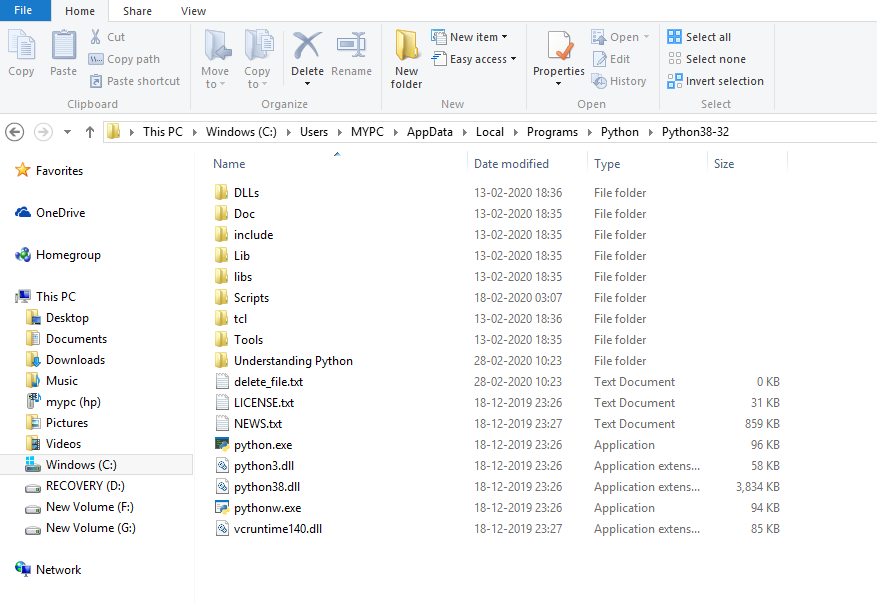 File Home Share View
Copy
Paste
Cut
Copy path
Paste shortcut
Clipboard
Move to
Copy to
Delete
Rename
Organize
New folder
New item
Easy access
New
Properties
Open
Edit
History
Open
Select all
Select none
Invert selection
Select
This PC Windows (C:) Users MYPC AppData Local Programs Python Python38-32
Favorites
OneDrive
Homegroup
This PC
Desktop
Documents
Downloads
Music
mypc (hp)
Pictures
Videos
Windows (C:)
RECOVERY (D:)
New Volume (F:)
New Volume (G:)
Network
Name Date modified Type Size
DLLs 13-02-2020 18:36 File folder
Doc 13-02-2020 18:35 File folder
include 13-02-2020 18:35 File folder
Lib 13-02-2020 18:35 File folder
libs 13-02-2020 18:35 File folder
Scripts 18-02-2020 03:07 File folder
tcl 13-02-2020 18:36 File folder
Tools 13-02-2020 18:35 File folder
Understanding Python 28-02-2020 10:23 File folder
delete_file.txt 28-02-2020 10:23 Text Document 0 KB
LICENSE.txt 18-12-2019 23:26 Text Document 31 KB
NEWS.txt 18-12-2019 23:27 Text Document 859 KB
python.exe 18-12-2019 23:26 Application 96 KB
python3.dll 18-12-2019 23:26 Application extens... 58 KB
python38.dll 18-12-2019 23:26 Application extens... 3,834 KB
pythonw.exe 18-12-2019 23:26 Application 94 KB
vcruntime140.dll 18-12-2019 23:27 Application extens... 85 KB